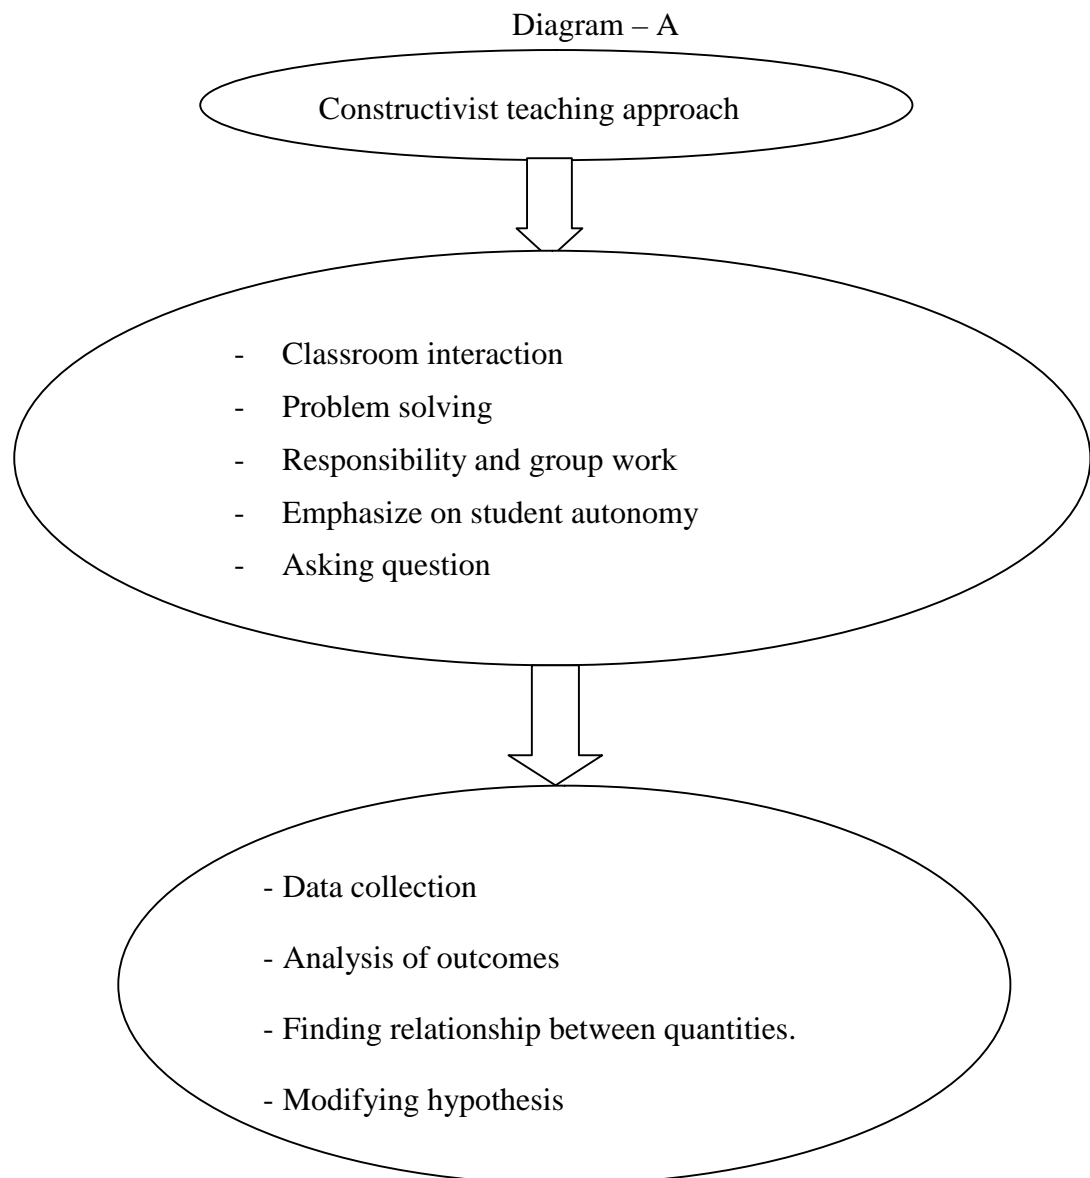 Diagram – A
Constructivist teaching approach
- Classroom interaction
- Problem solving
- Responsibility and group work
- Emphasize on student autonomy
- Asking question
- Data collection
- Analysis of outcomes
- Finding relationship between quantities.
- Modifying hypothesis